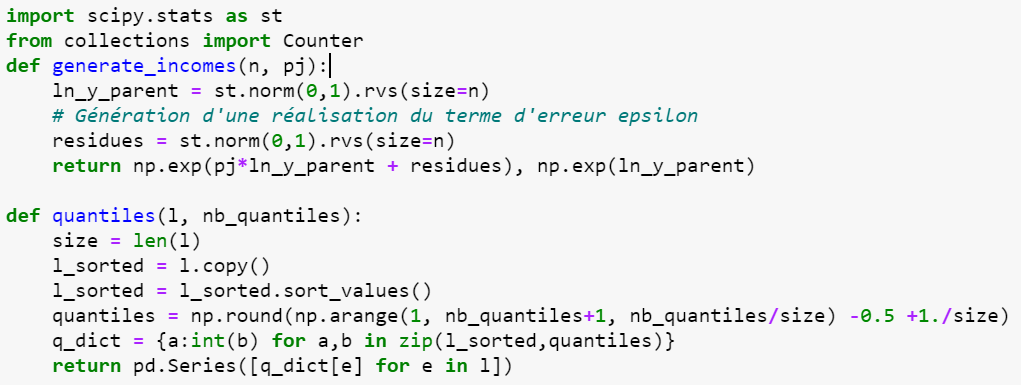 import scipy.stats as st
from collections import Counter
def generate_incomes(n, pj):
    ln_y_parent = st.norm(0,1).rvs(size=n)
    # Génération d'une réalisation du terme d'erreur epsilon
    residues = st.norm(0,1).rvs(size=n)
    return np.exp(pj*ln_y_parent + residues), np.exp(ln_y_parent)

def quantiles(l, nb_quantiles):
    size = len(l)
    l_sorted = l.copy()
    l_sorted = l_sorted.sort_values()
    quantiles = np.round(np.arange(1, nb_quantiles+1, nb_quantiles/size) -0.5 +1./size)
    q_dict = {a:int(b) for a,b in zip(l_sorted,quantiles)}
    return pd.Series([q_dict[e] for e in l])